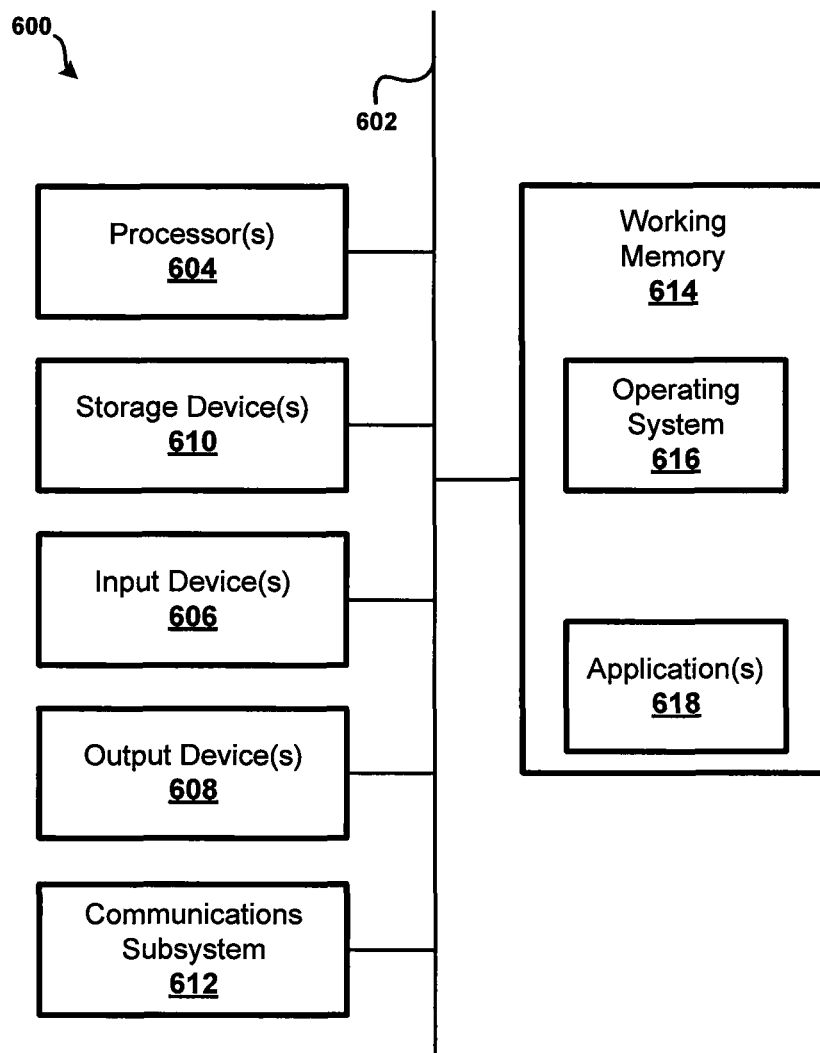 600
602
Processor(s)
604
Storage Device(s)
610
Input Device(s)
606
Output Device(s)
608
Communications
Subsystem
612
Working
Memory
614
Operating
System
616
Application(s)
618